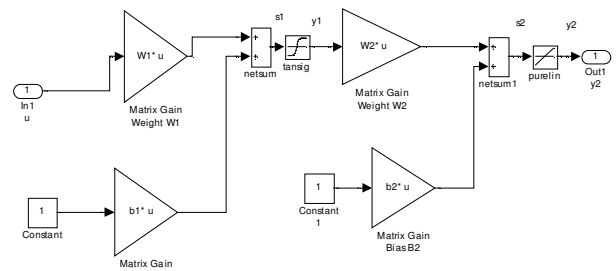 s1
y1
s2
y2
W1* u
+
+
netsum
tansig
W2* u
+
+
netsum1
purelin
1
Out1
y2
1
In1
u
Matrix Gain
Weight W1
Matrix Gain
Weight W2
1
Constant
b1* u
Matrix Gain
1
Constant
1
b2* u
Matrix Gain
Bias B2